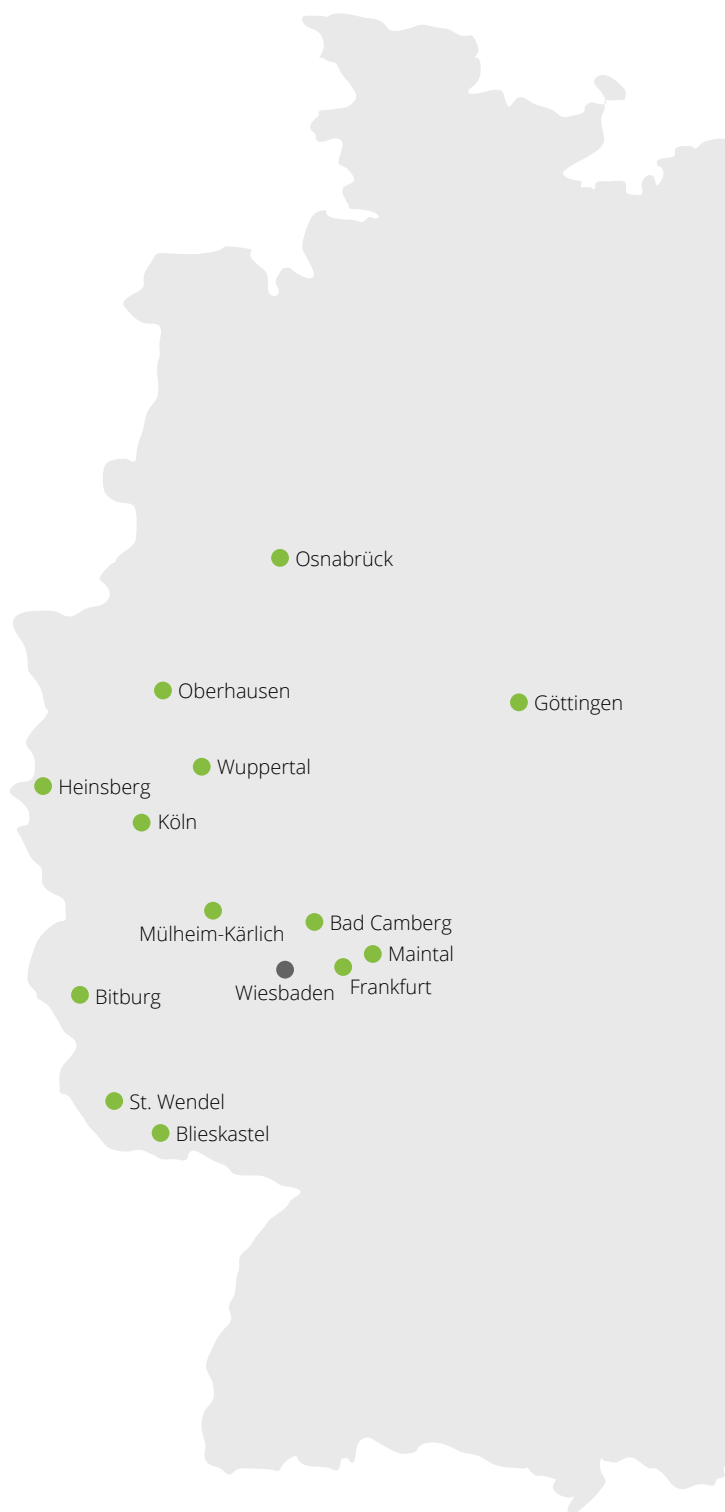 Osnabrück
Oberhausen
Göttingen
Wuppertal
Heinsberg
Köln
Bad Camberg
Mülheim-Kärlich
Maintal
Frankfurt
Wiesbaden
Bitburg
St. Wendel
Blieskastel